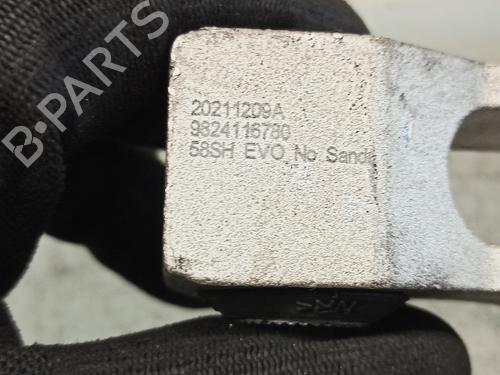 B-PARTS
20211209A
9824116780
58SH EVO No Sand